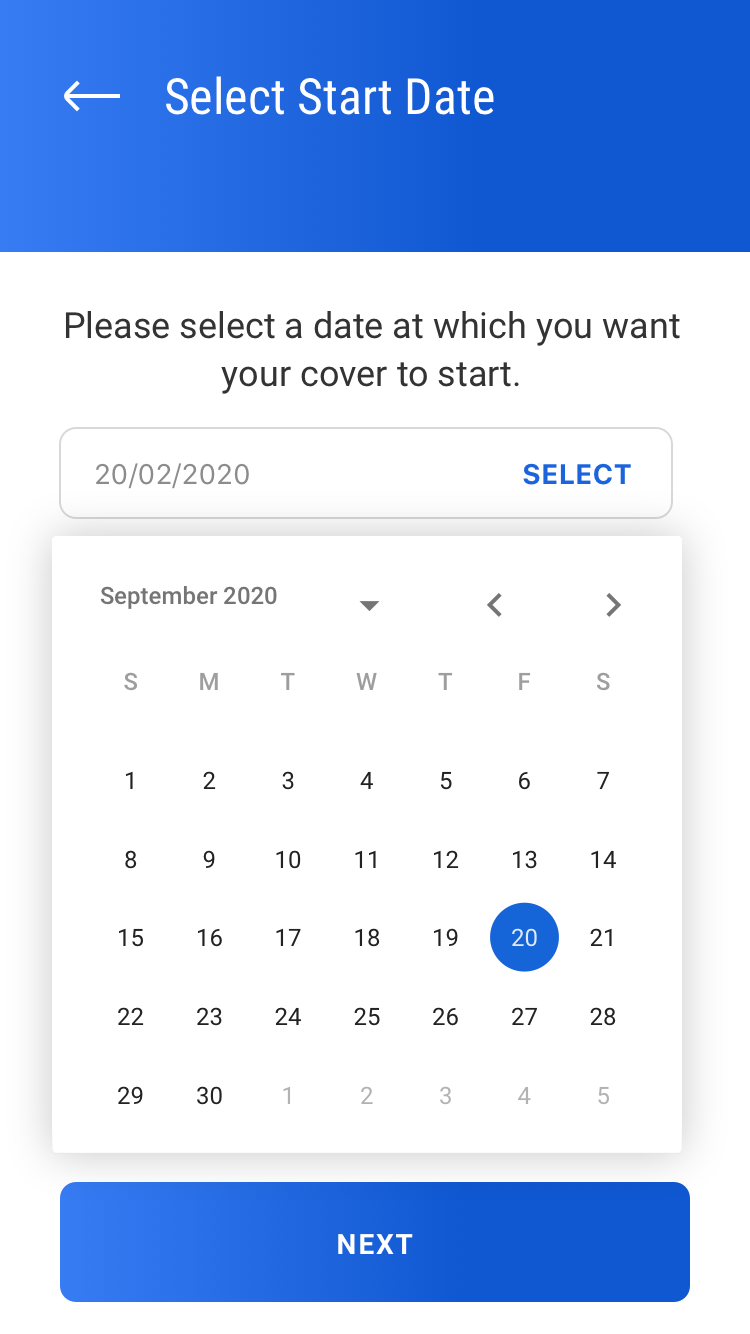 Select Start Date
Please select a date at which you want
your cover to start.
20/02/2020 SELECT
September 2020
S M T W T F S
1 2 3 4 5 6 7
8 9 10 11 12 13 14
15 16 17 18 19 20 21
22 23 24 25 26 27 28
29 30 1 2 3 4 5
NEXT